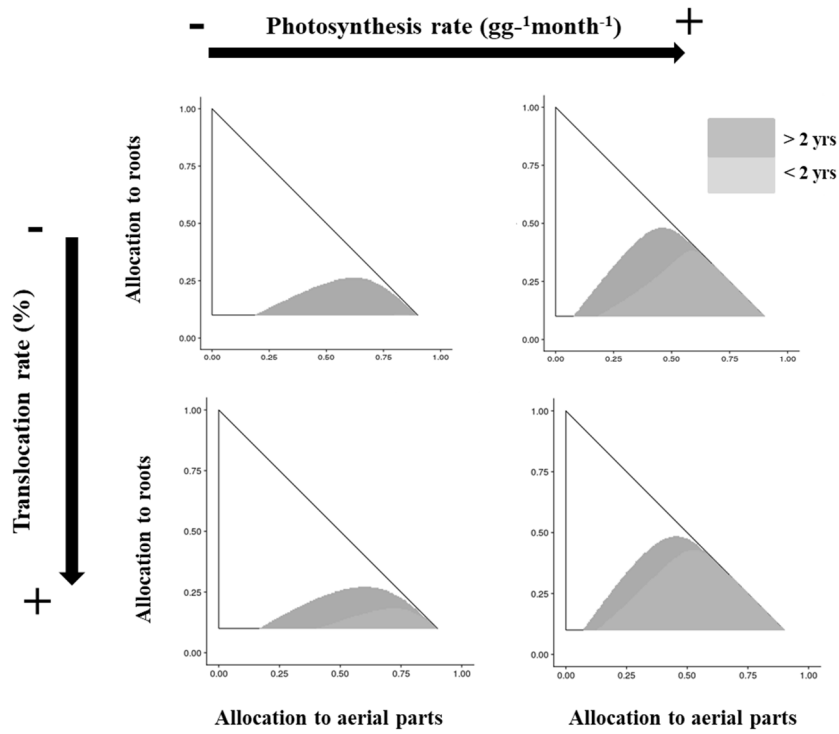 - Photosynthesis rate (gg-¹month⁻¹) +
> 2 yrs
< 2 yrs
- Translocation rate (%) +
Allocation to roots
1.00
0.75
0.50
0.25
0.00
0.00 0.25 0.50 0.75 1.00
1.00
0.75
0.50
0.25
0.00
0.00 0.25 0.50 0.75 1.00
Allocation to roots
1.00
0.75
0.50
0.25
0.00
0.00 0.25 0.50 0.75 1.00
1.00
0.75
0.50
0.25
0.00
0.00 0.25 0.50 0.75 1.00
Allocation to aerial parts
Allocation to aerial parts